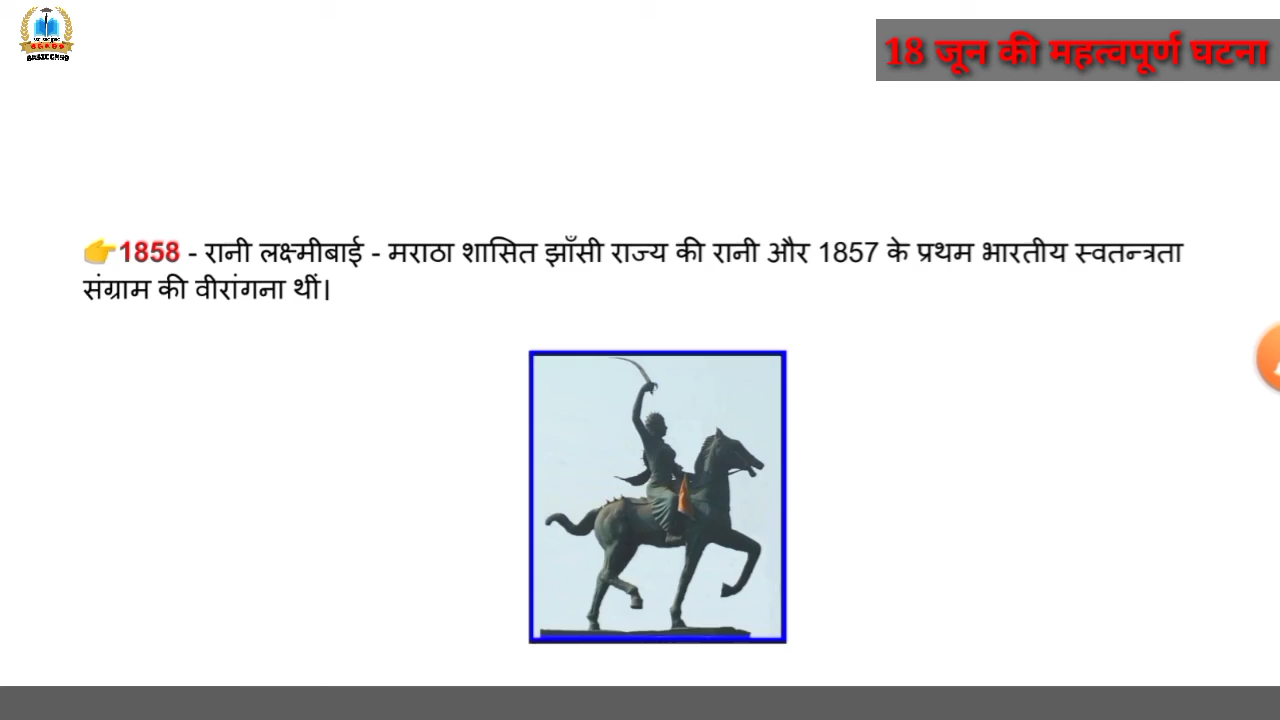 18 जून की महत्वपूर्ण घटना
👉1858 - रानी लक्ष्मीबाई - मराठा शासित झाँसी राज्य की रानी और 1857 के प्रथम भारतीय स्वतन्त्रता
संग्राम की वीरांगना थीं।